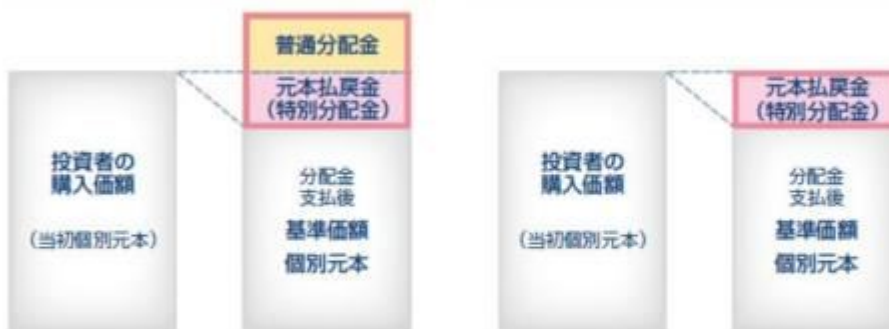 普通分配金
元本払戻金
(特別分配金)
投資者の
購入価額
(当初個別元本)
分配金
支払後
基準価額
個別元本
元本払戻金
(特別分配金)
投資者の
購入価額
(当初個別元本)
分配金
支払後
基準価額
個別元本